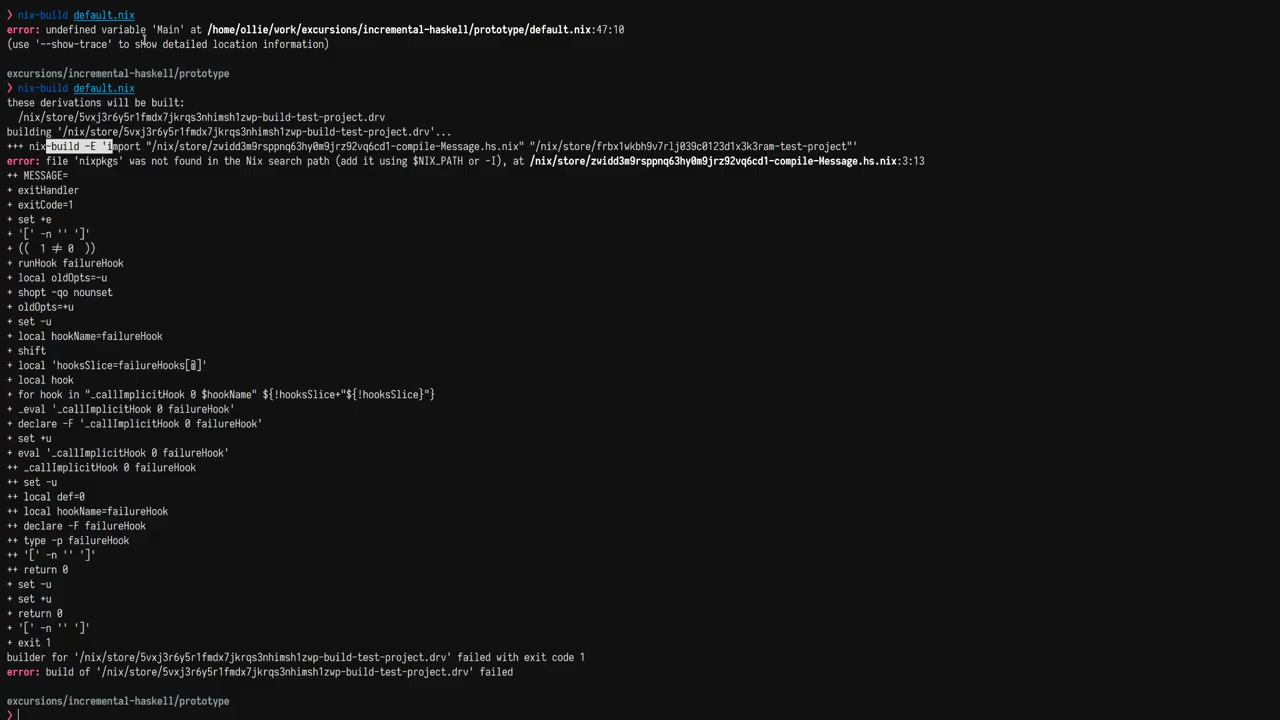 ❯ nix-build default.nix
error: undefined variable 'Main' at /home/ollie/work/excursions/incremental-haskell/prototype/default.nix:47:10
(use '--show-trace' to show detailed location information)
excursions/incremental-haskell/prototype
❯ nix-build default.nix
these derivations will be built:
  /nix/store/5vxj3r6y5r1fmdx7jkrqs3nhimsh1zwp-build-test-project.drv
building '/nix/store/5vxj3r6y5r1fmdx7jkrqs3nhimsh1zwp-build-test-project.drv'...
+++ nix-build -E 'import "/nix/store/zwidd3m9rsppnq63hy0m9jrz92vq6cd1-compile-Message.hs.nix" "/nix/store/frbx1wkbh9v7rlj039c0123d1x3k3ram-test-project"'
error: file 'nixpkgs' was not found in the Nix search path (add it using $NIX_PATH or -I), at /nix/store/zwidd3m9rsppnq63hy0m9jrz92vq6cd1-compile-Message.hs.nix:3:13
++ MESSAGE=
+ exitHandler
+ exitCode=1
+ set +e
+ '[' -n '' ']'
+ (( 1 ≠ 0 ))
+ runHook failureHook
+ local oldOpts=-u
+ shopt -qo nounset
+ oldOpts=+u
+ set -u
+ local hookName=failureHook
+ shift
+ local 'hooksSlice=failureHooks[@]'
+ local hook
+ for hook in "_callImplicitHook 0 $hookName" ${!hooksSlice+"${!hooksSlice}"}
+ _eval '_callImplicitHook 0 failureHook'
+ declare -F '_callImplicitHook 0 failureHook'
+ set +u
+ eval '_callImplicitHook 0 failureHook'
++ _callImplicitHook 0 failureHook
++ set -u
++ local def=0
++ local hookName=failureHook
++ declare -F failureHook
++ type -p failureHook
++ '[' -n '' ']'
++ return 0
+ set -u
+ set +u
+ return 0
+ '[' -n '' ']'
+ exit 1
builder for '/nix/store/5vxj3r6y5r1fmdx7jkrqs3nhimsh1zwp-build-test-project.drv' failed with exit code 1
error: build of '/nix/store/5vxj3r6y5r1fmdx7jkrqs3nhimsh1zwp-build-test-project.drv' failed
excursions/incremental-haskell/prototype
❯